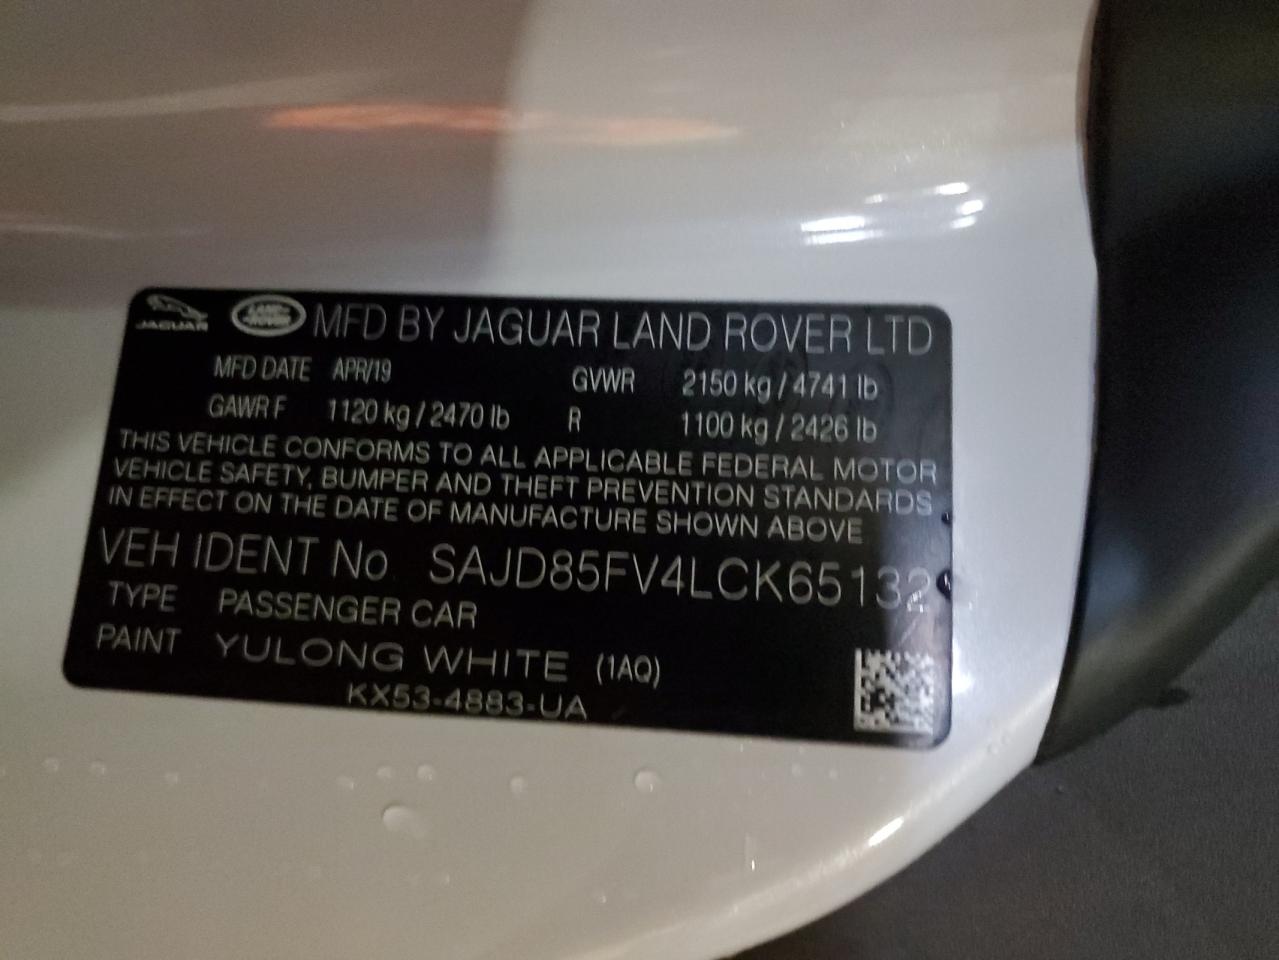 JAGUAR LAND ROVER MFD BY JAGUAR LAND ROVER LTD
MFD DATE APR/19 GVWR 2150 kg / 4741 lb
GAWR F 1120 kg / 2470 lb R 1100 kg / 2426 lb
THIS VEHICLE CONFORMS TO ALL APPLICABLE FEDERAL MOTOR
VEHICLE SAFETY, BUMPER AND THEFT PREVENTION STANDARDS
IN EFFECT ON THE DATE OF MANUFACTURE SHOWN ABOVE
VEH IDENT No SAJD85FV4LCK65132
TYPE PASSENGER CAR
PAINT YULONG WHITE (1AQ)
KX53-4883-UA